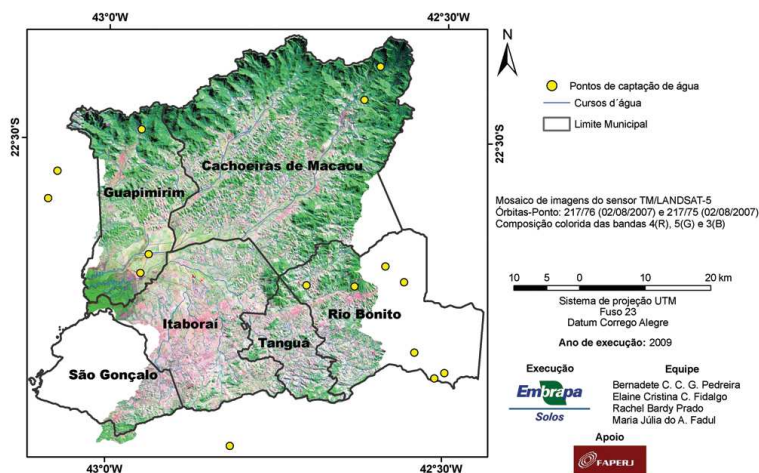 43°0'W
42°30'W
22°30'S
22°30'S
N
Pontos de captação de água
Cursos d´água
Limite Municipal
Cachoeiras de Macacu
Guapimirim
Itaboraí
Rio Bonito
Tanguá
São Gonçalo
Mosaico de imagens do sensor TM/LANDSAT-5
Órbitas-Ponto: 217/76 (02/08/2007) e 217/75 (02/08/2007)
Composição colorida das bandas 4(R), 5(G) e 3(B)
10 5 0 10 20 km
Sistema de projeção UTM
Fuso 23
Datum Corrego Alegre
Ano de execução: 2009
Execução
Embrapa
Solos
Equipe
Bernadete C. C. G. Pedreira
Elaine Cristina C. Fidalgo
Rachel Bardy Prado
Maria Júlia do A. Fadul
Apoio
FAPERJ
43°0'W
42°30'W